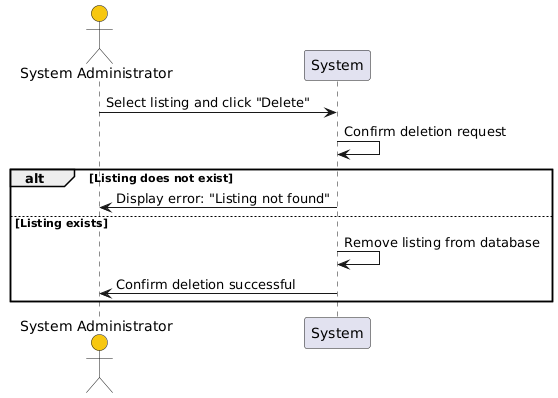 System Administrator
System
Select listing and click "Delete"
Confirm deletion request
alt
[Listing does not exist]
Display error: "Listing not found"
[Listing exists]
Remove listing from database
Confirm deletion successful
System Administrator
System